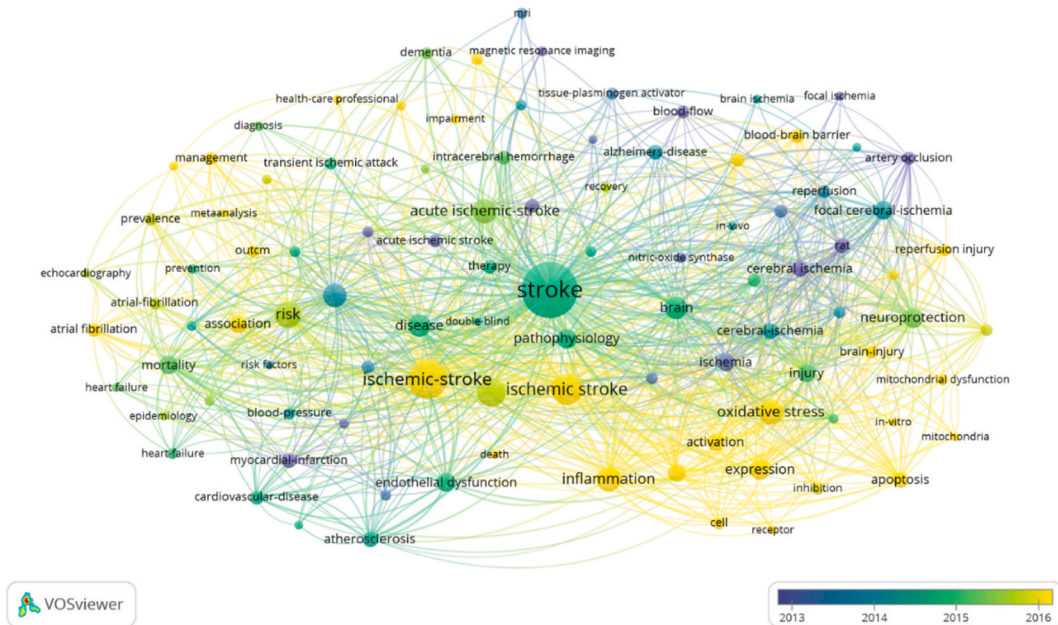 mri
dementia
magnetic resonance imaging
tissue-plasminogen activator
health-care professional
brain ischemia
focal ischemia
impairment
blood-flow
diagnosis
blood-brain barrier
management
transient ischemic attack
intracerebral hemorrhage
alzheimers-disease
artery occlusion
recovery
reperfusion
prevalence
metaanalysis
acute ischemic-stroke
focal cerebral-ischemia
in-vivo
acute ischemic stroke
rat
outcm
nitric-oxide synthase
reperfusion injury
echocardiography
prevention
therapy
cerebral ischemia
stroke
atrial-fibrillation
risk
brain
neuroprotection
atrial fibrillation
association
disease
double-blind
cerebral-ischemia
pathophysiology
brain-injury
mortality
risk factors
ischemia
injury
ischemic-stroke
mitochondrial dysfunction
heart failure
ischemic stroke
epidemiology
blood-pressure
oxidative stress
in-vitro
mitochondria
heart-failure
death
activation
myocardial-infarction
expression
endothelial dysfunction
inflammation
apoptosis
inhibition
cardiovascular-disease
cell
receptor
atherosclerosis
VOSviewer
2013 2014 2015 2016